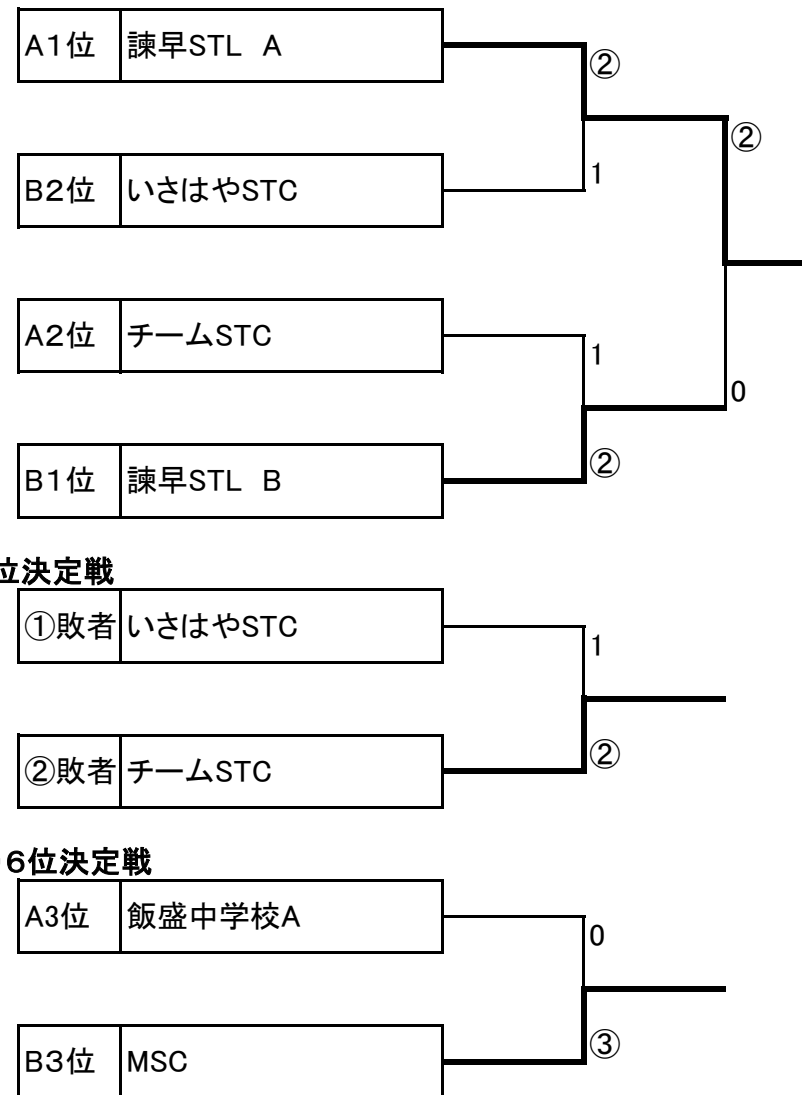 A1位 諫早STL A
②
②
B2位 いさはやSTC
1
A2位 チームSTC
1
0
B1位 諫早STL B
②
位決定戦
①敗者 いさはやSTC
1
②敗者 チームSTC
②
6位決定戦
A3位 飯盛中学校A
0
B3位 MSC
③